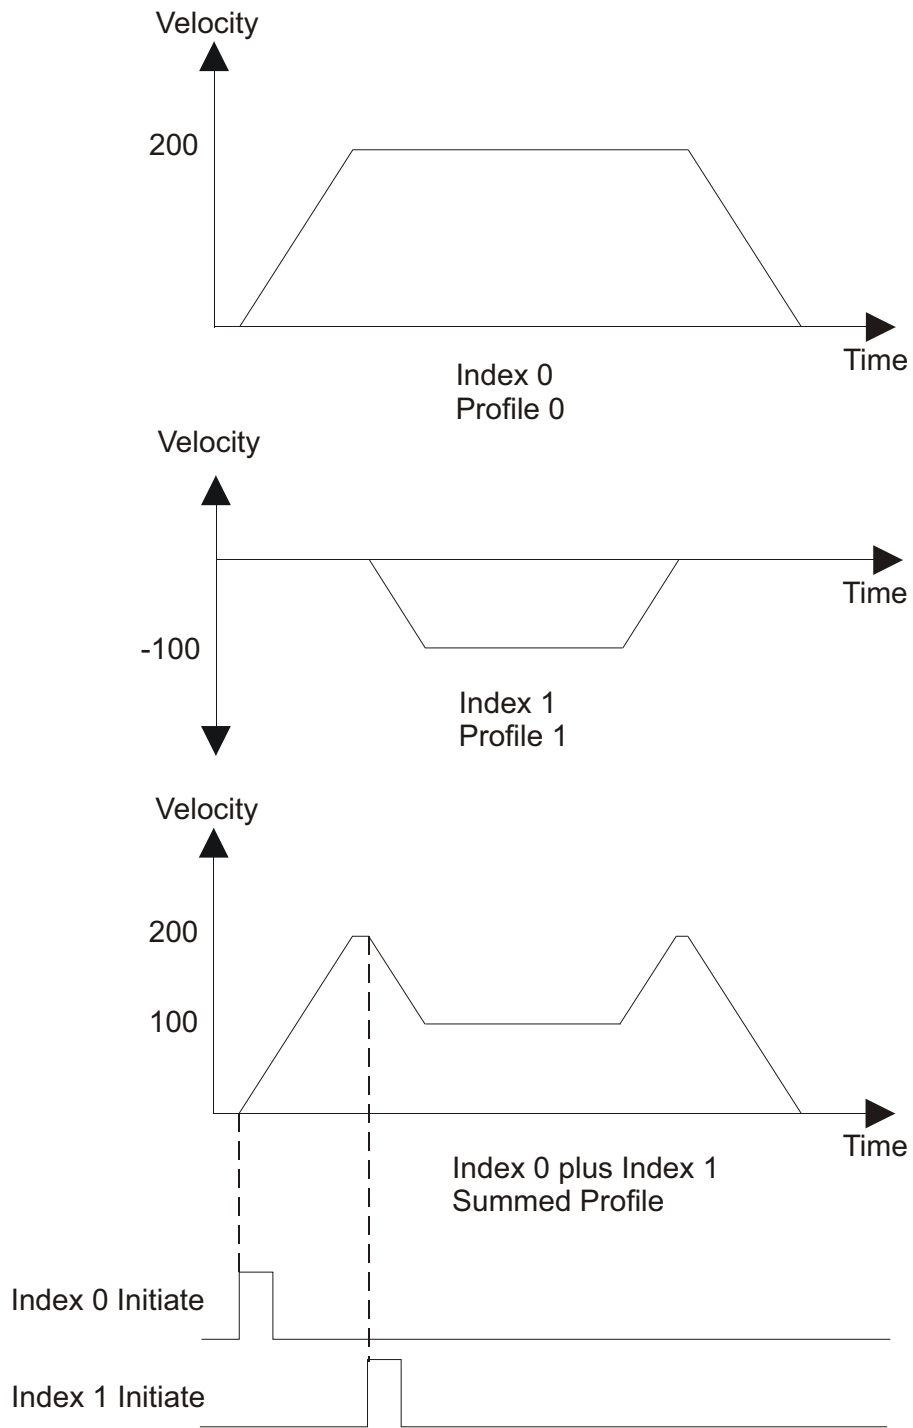 Velocity
200
Time
Index 0
Profile 0
Velocity
Time
-100
Index 1
Profile 1
Velocity
200
100
Time
Index 0 plus Index 1
Summed Profile
Index 0 Initiate
Index 1 Initiate